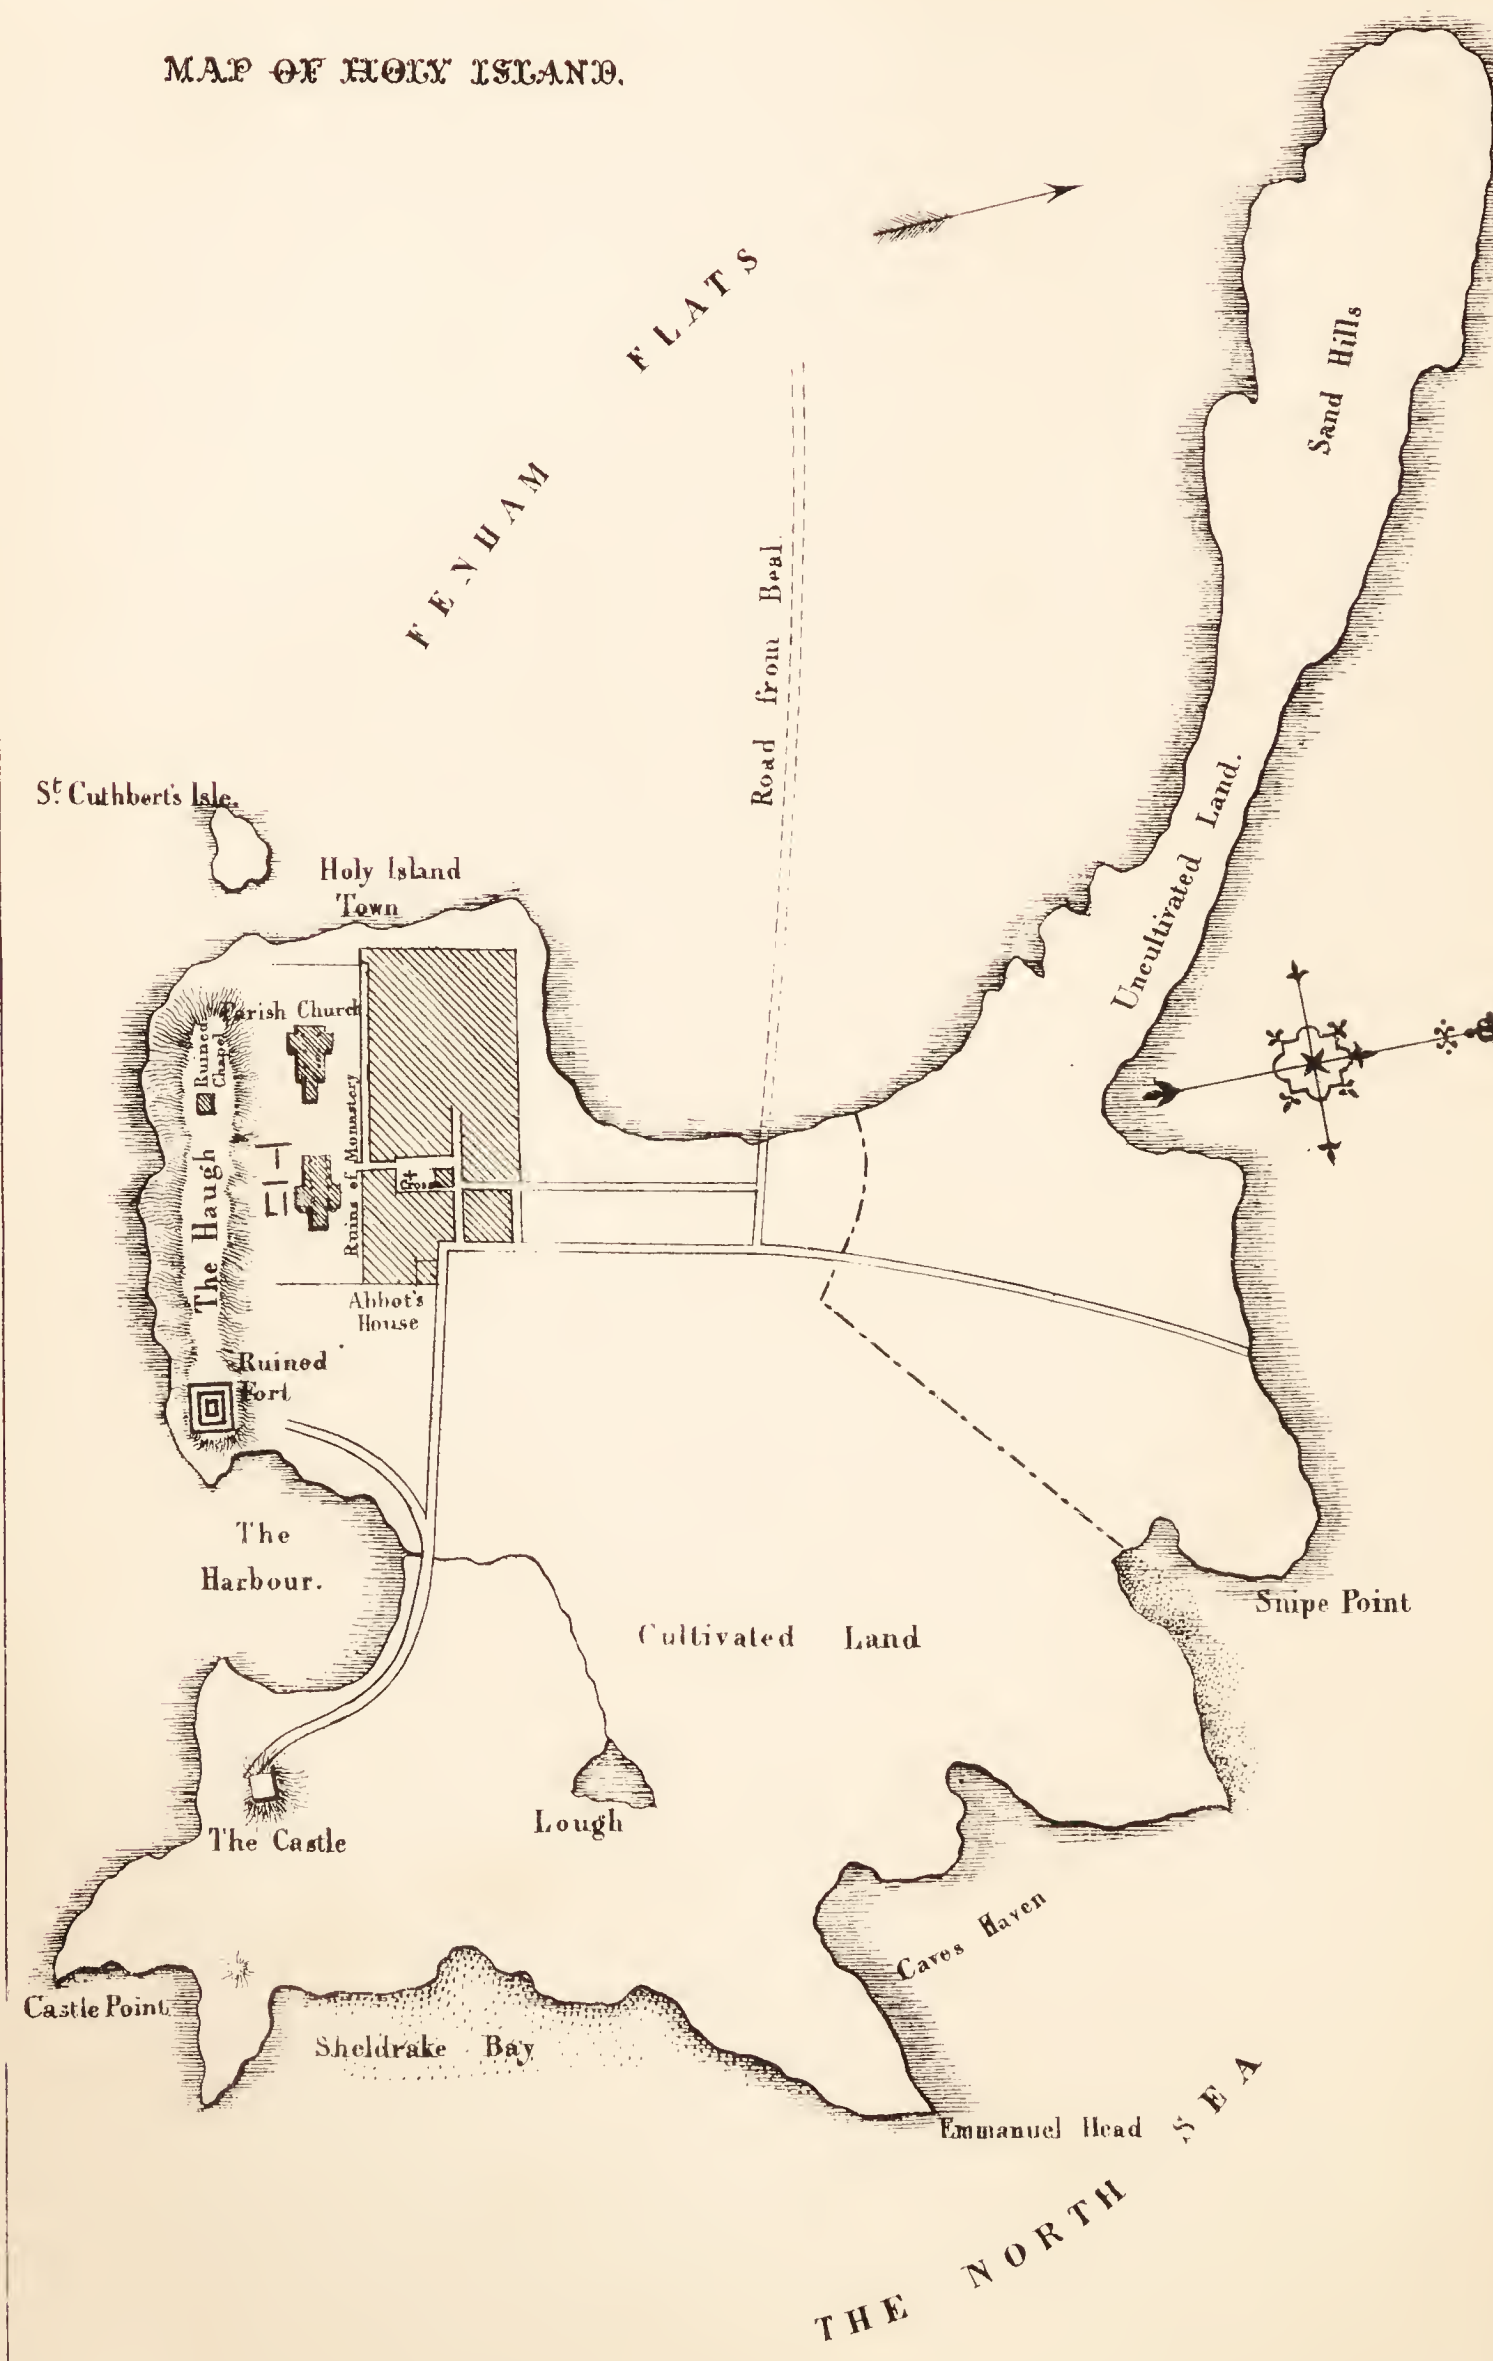 MAP OF HOLY ISLAND.
FENHAM FLATS
Sand Hills
Road from Beal.
Uncultivated Land.
St. Cuthbert's Isle.
Holy Island
Town
Parish Church
Ruined
Chapel
Ruins of Monastery
Cross
The Haugh
Abbot's
House
Ruined
Fort
The
Harbour.
Snipe Point
Cultivated Land
Lough
The Castle
Caves Haven
Castle Point
Sheldrake Bay
Emmanuel Head
THE NORTH SEA